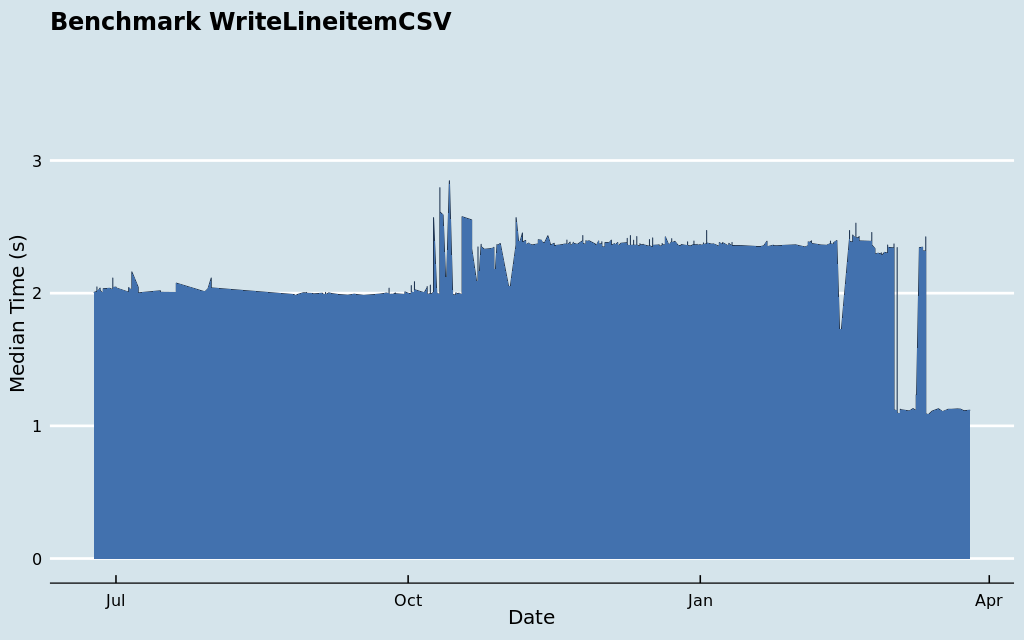 Benchmark WriteLineitemCSV
Median Time (s)
3
2
1
0
Jul
Oct
Jan
Apr
Date